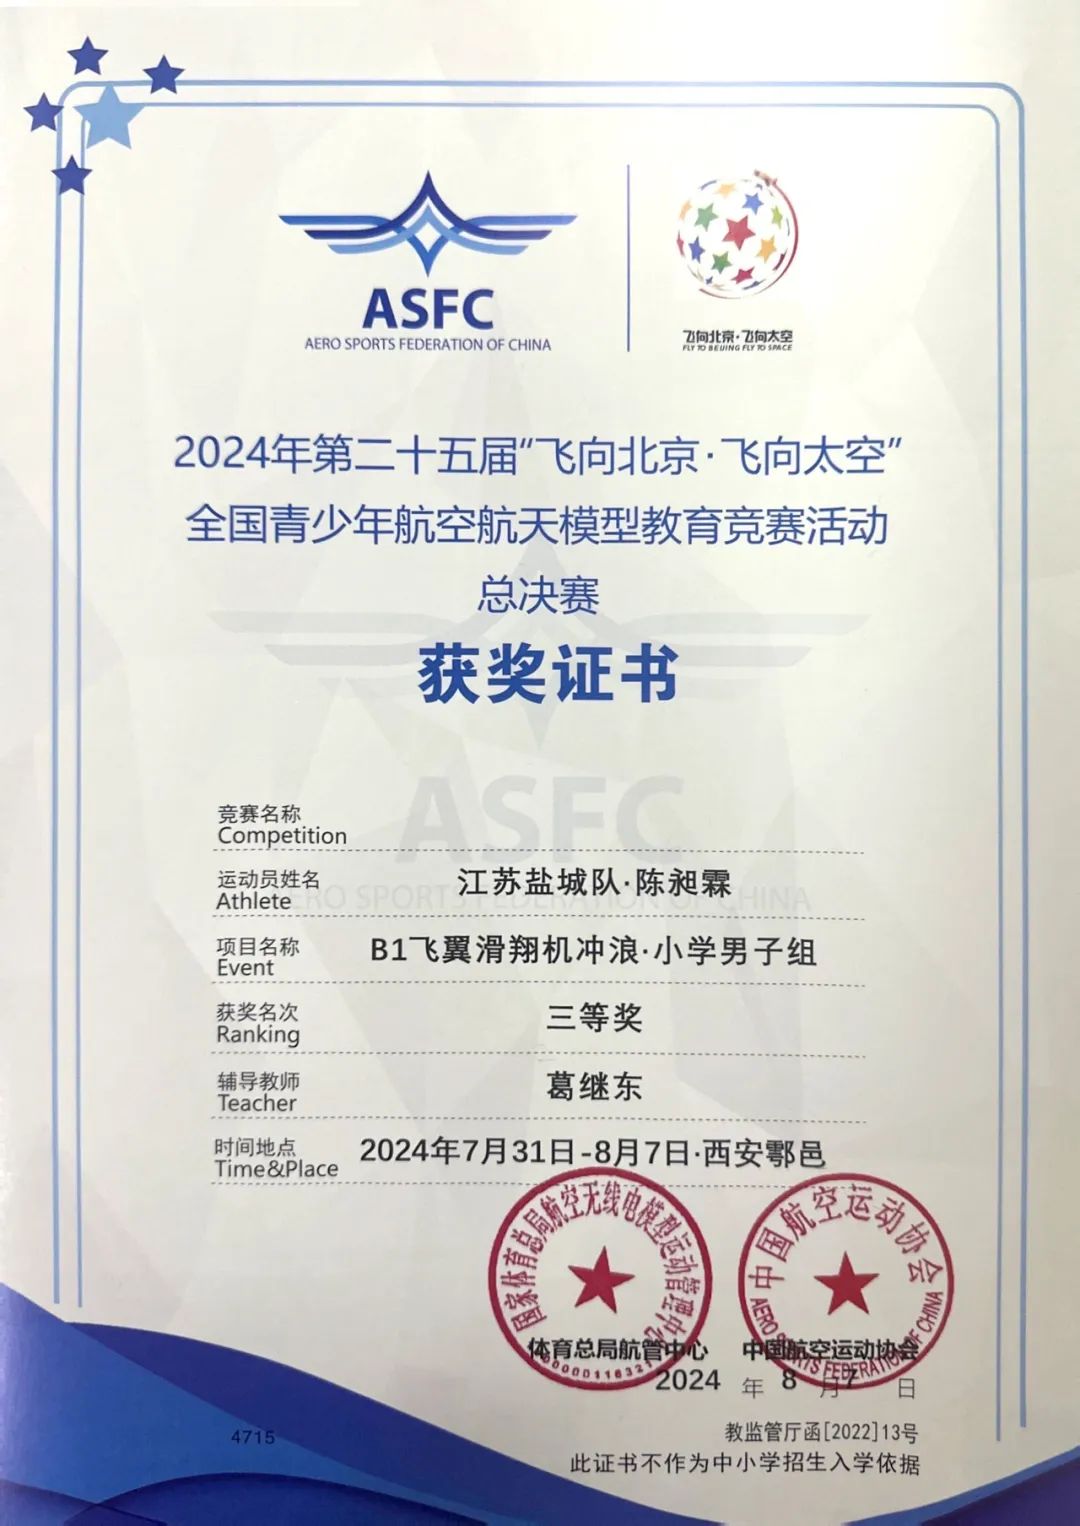 ASFC
AERO SPORTS FEDERATION OF CHINA
飞向北京·飞向太空
FLY TO BEIJING FLY TO SPACE
2024年第二十五届“飞向北京·飞向太空”
全国青少年航空航天模型教育竞赛活动
总决赛
获奖证书
ASFC
AERO SPORTS FEDERATION OF CHINA
竞赛名称
Competition
运动员姓名 江苏盐城队·陈昶霖
Athlete
项目名称 B1飞翼滑翔机冲浪·小学男子组
Event
获奖名次 三等奖
Ranking
辅导教师 葛继东
Teacher
时间地点 2024年7月31日-8月7日·西安鄠邑
Time&Place
国家体育总局航空无线电模型运动管理中心
中国航空运动协会
AERO SPORTS FEDERATION OF CHINA
体育总局航管中心 中国航空运动协会
2024 年 8 月 7 日
4715
教监管厅函[2022]13号
此证书不作为中小学招生入学依据